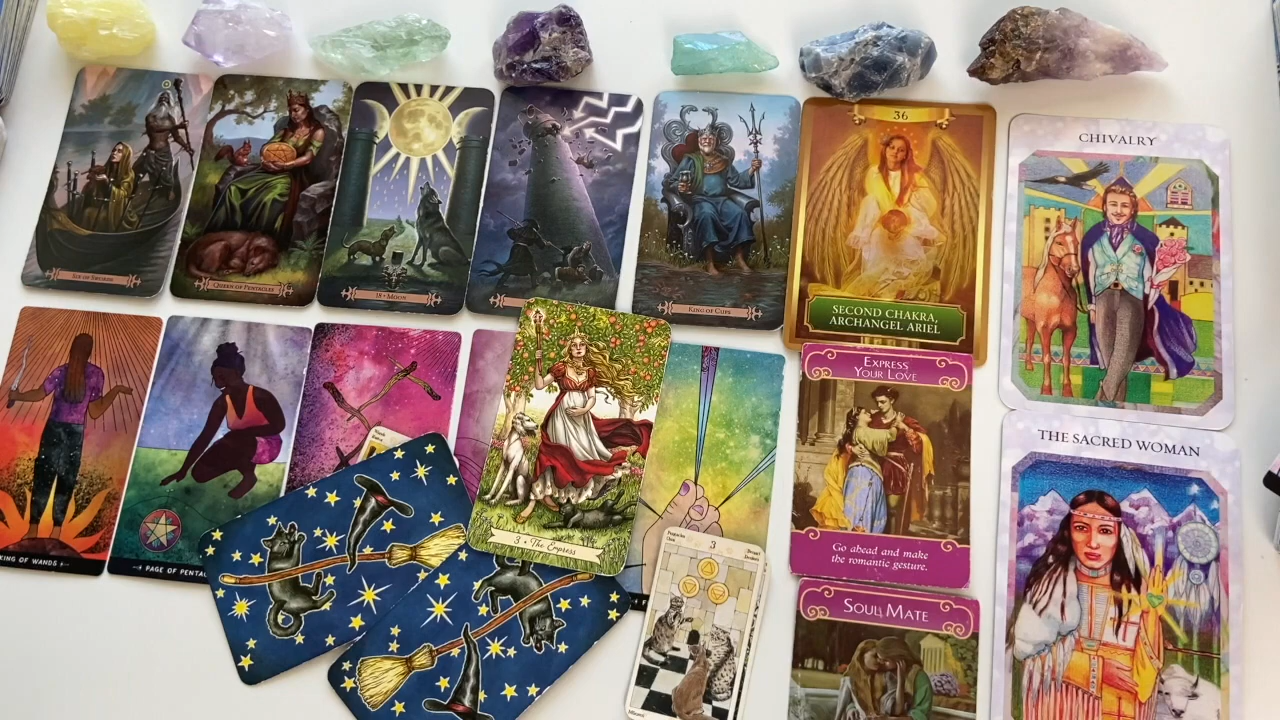 SIX OF SWORDS
QUEEN OF PENTACLES
18 • MOON
KING OF CUPS
36
SECOND CHAKRA,
ARCHANGEL ARIEL
CHIVALRY
KING OF WANDS
PAGE OF PENTAC
3 • The Empress
3
EXPRESS
YOUR LOVE
Go ahead and make
the romantic gesture.
SOUL MATE
THE SACRED WOMAN